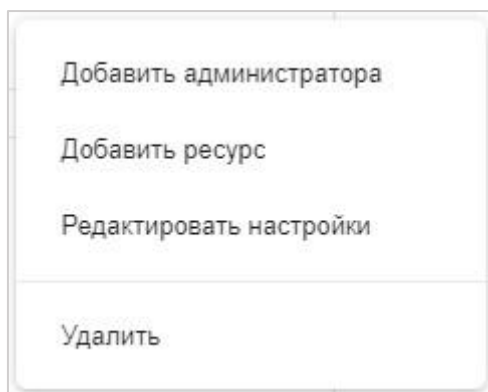 Добавить администратора
Добавить ресурс
Редактировать настройки
Удалить